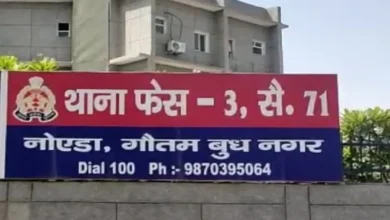 थाना फेस - 3, सै. 71
नोएडा, गौतम बुध नगर
Dial 100 Ph :- 9870395064